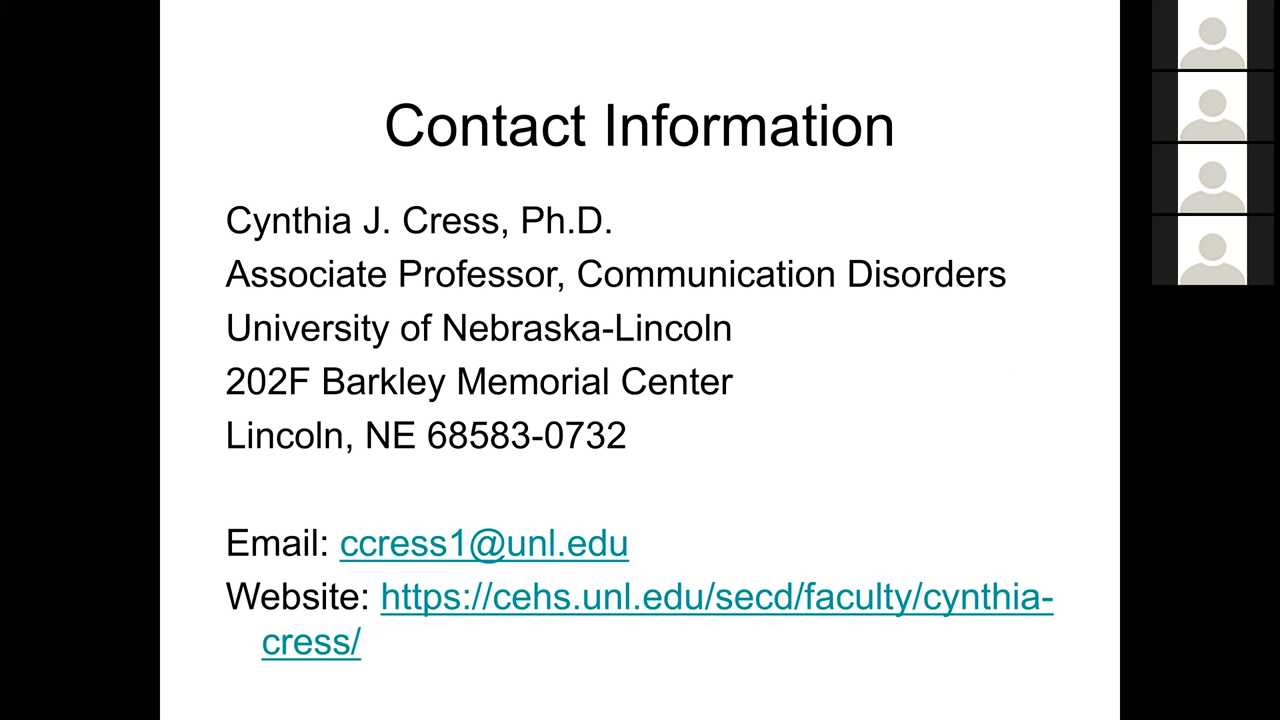 Contact Information
Cynthia J. Cress, Ph.D.
Associate Professor, Communication Disorders
University of Nebraska-Lincoln
202F Barkley Memorial Center
Lincoln, NE 68583-0732
Email: ccress1@unl.edu
Website: https://cehs.unl.edu/secd/faculty/cynthia-
cress/